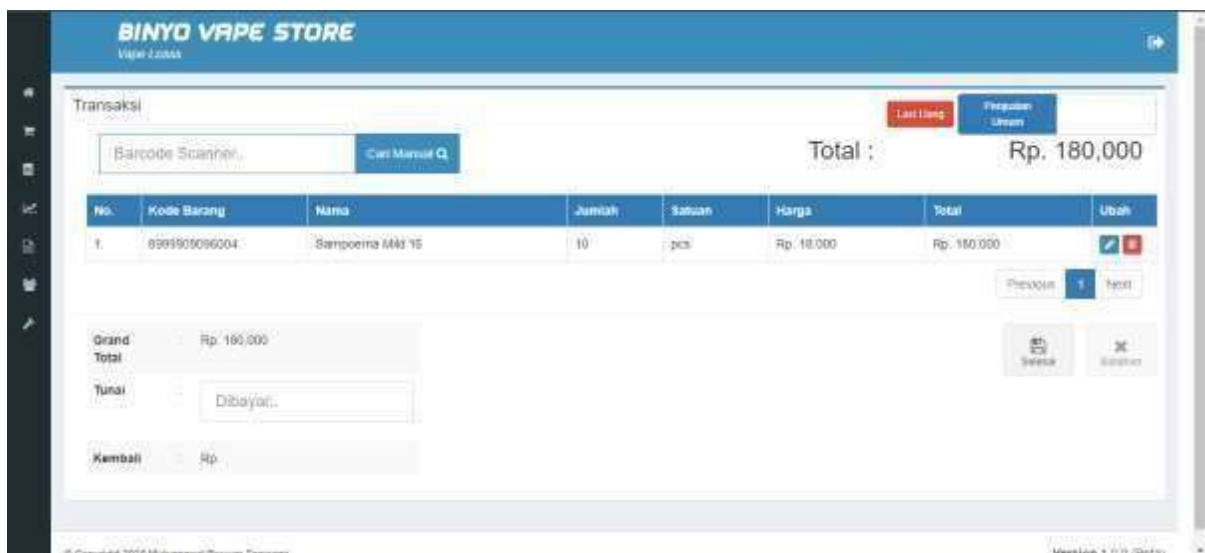 BINYO VAPE STORE
Transaksi
Penjualan
Umum
Barcode Scanner..
Cari Manual
Total :
Rp. 180,000
No. Kode Barang Nama Jumlah Satuan Harga Total Ubah
1. Sampoerna Mild 16 10 pcs Rp. 18.000 Rp. 180.000
Previous 1 Next
Grand
Total
: Rp. 180.000
Selesai
Tunai :
Dibayar..
Kembali : Rp.